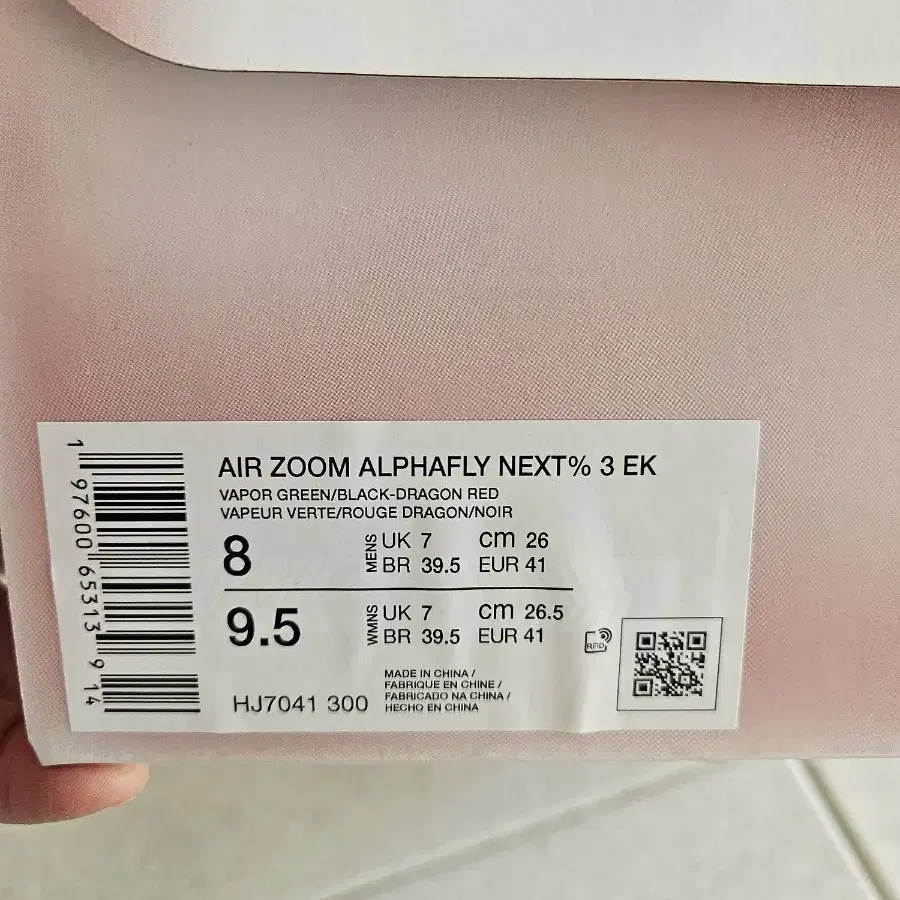 AIR ZOOM ALPHAFLY NEXT% 3 EK
VAPOR GREEN/BLACK-DRAGON RED
VAPEUR VERTE/ROUGE DRAGON/NOIR
8
MENS
UK 7 cm 26
BR 39.5 EUR 41
9.5
WMNS
UK 7 cm 26.5
BR 39.5 EUR 41
RFID
HJ7041 300
MADE IN CHINA /
FABRIQUE EN CHINE /
FABRICADO NA CHINA /
HECHO EN CHINA
1 97600 65313 9 14